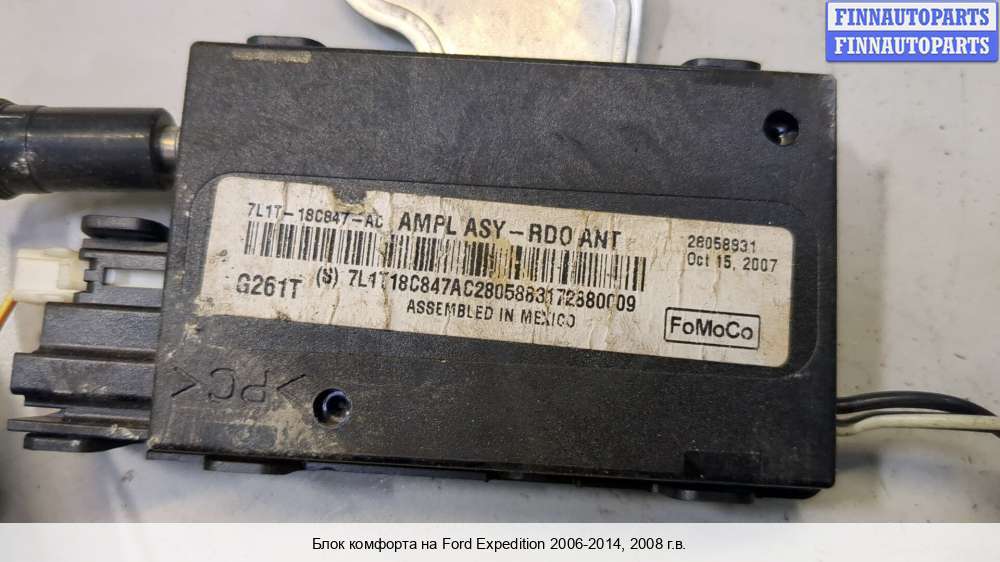 FINNAUTOPARTS
FINNAUTOPARTS
7L1T-18C847-AC AMPL ASY-RDO ANT
28058931
Oct 15, 2007
G261T (S) 7L1T18C847AC2805883172880009
ASSEMBLED IN MEXICO
FoMoCo
>PC<
Блок комфорта на Ford Expedition 2006-2014, 2008 г.в.